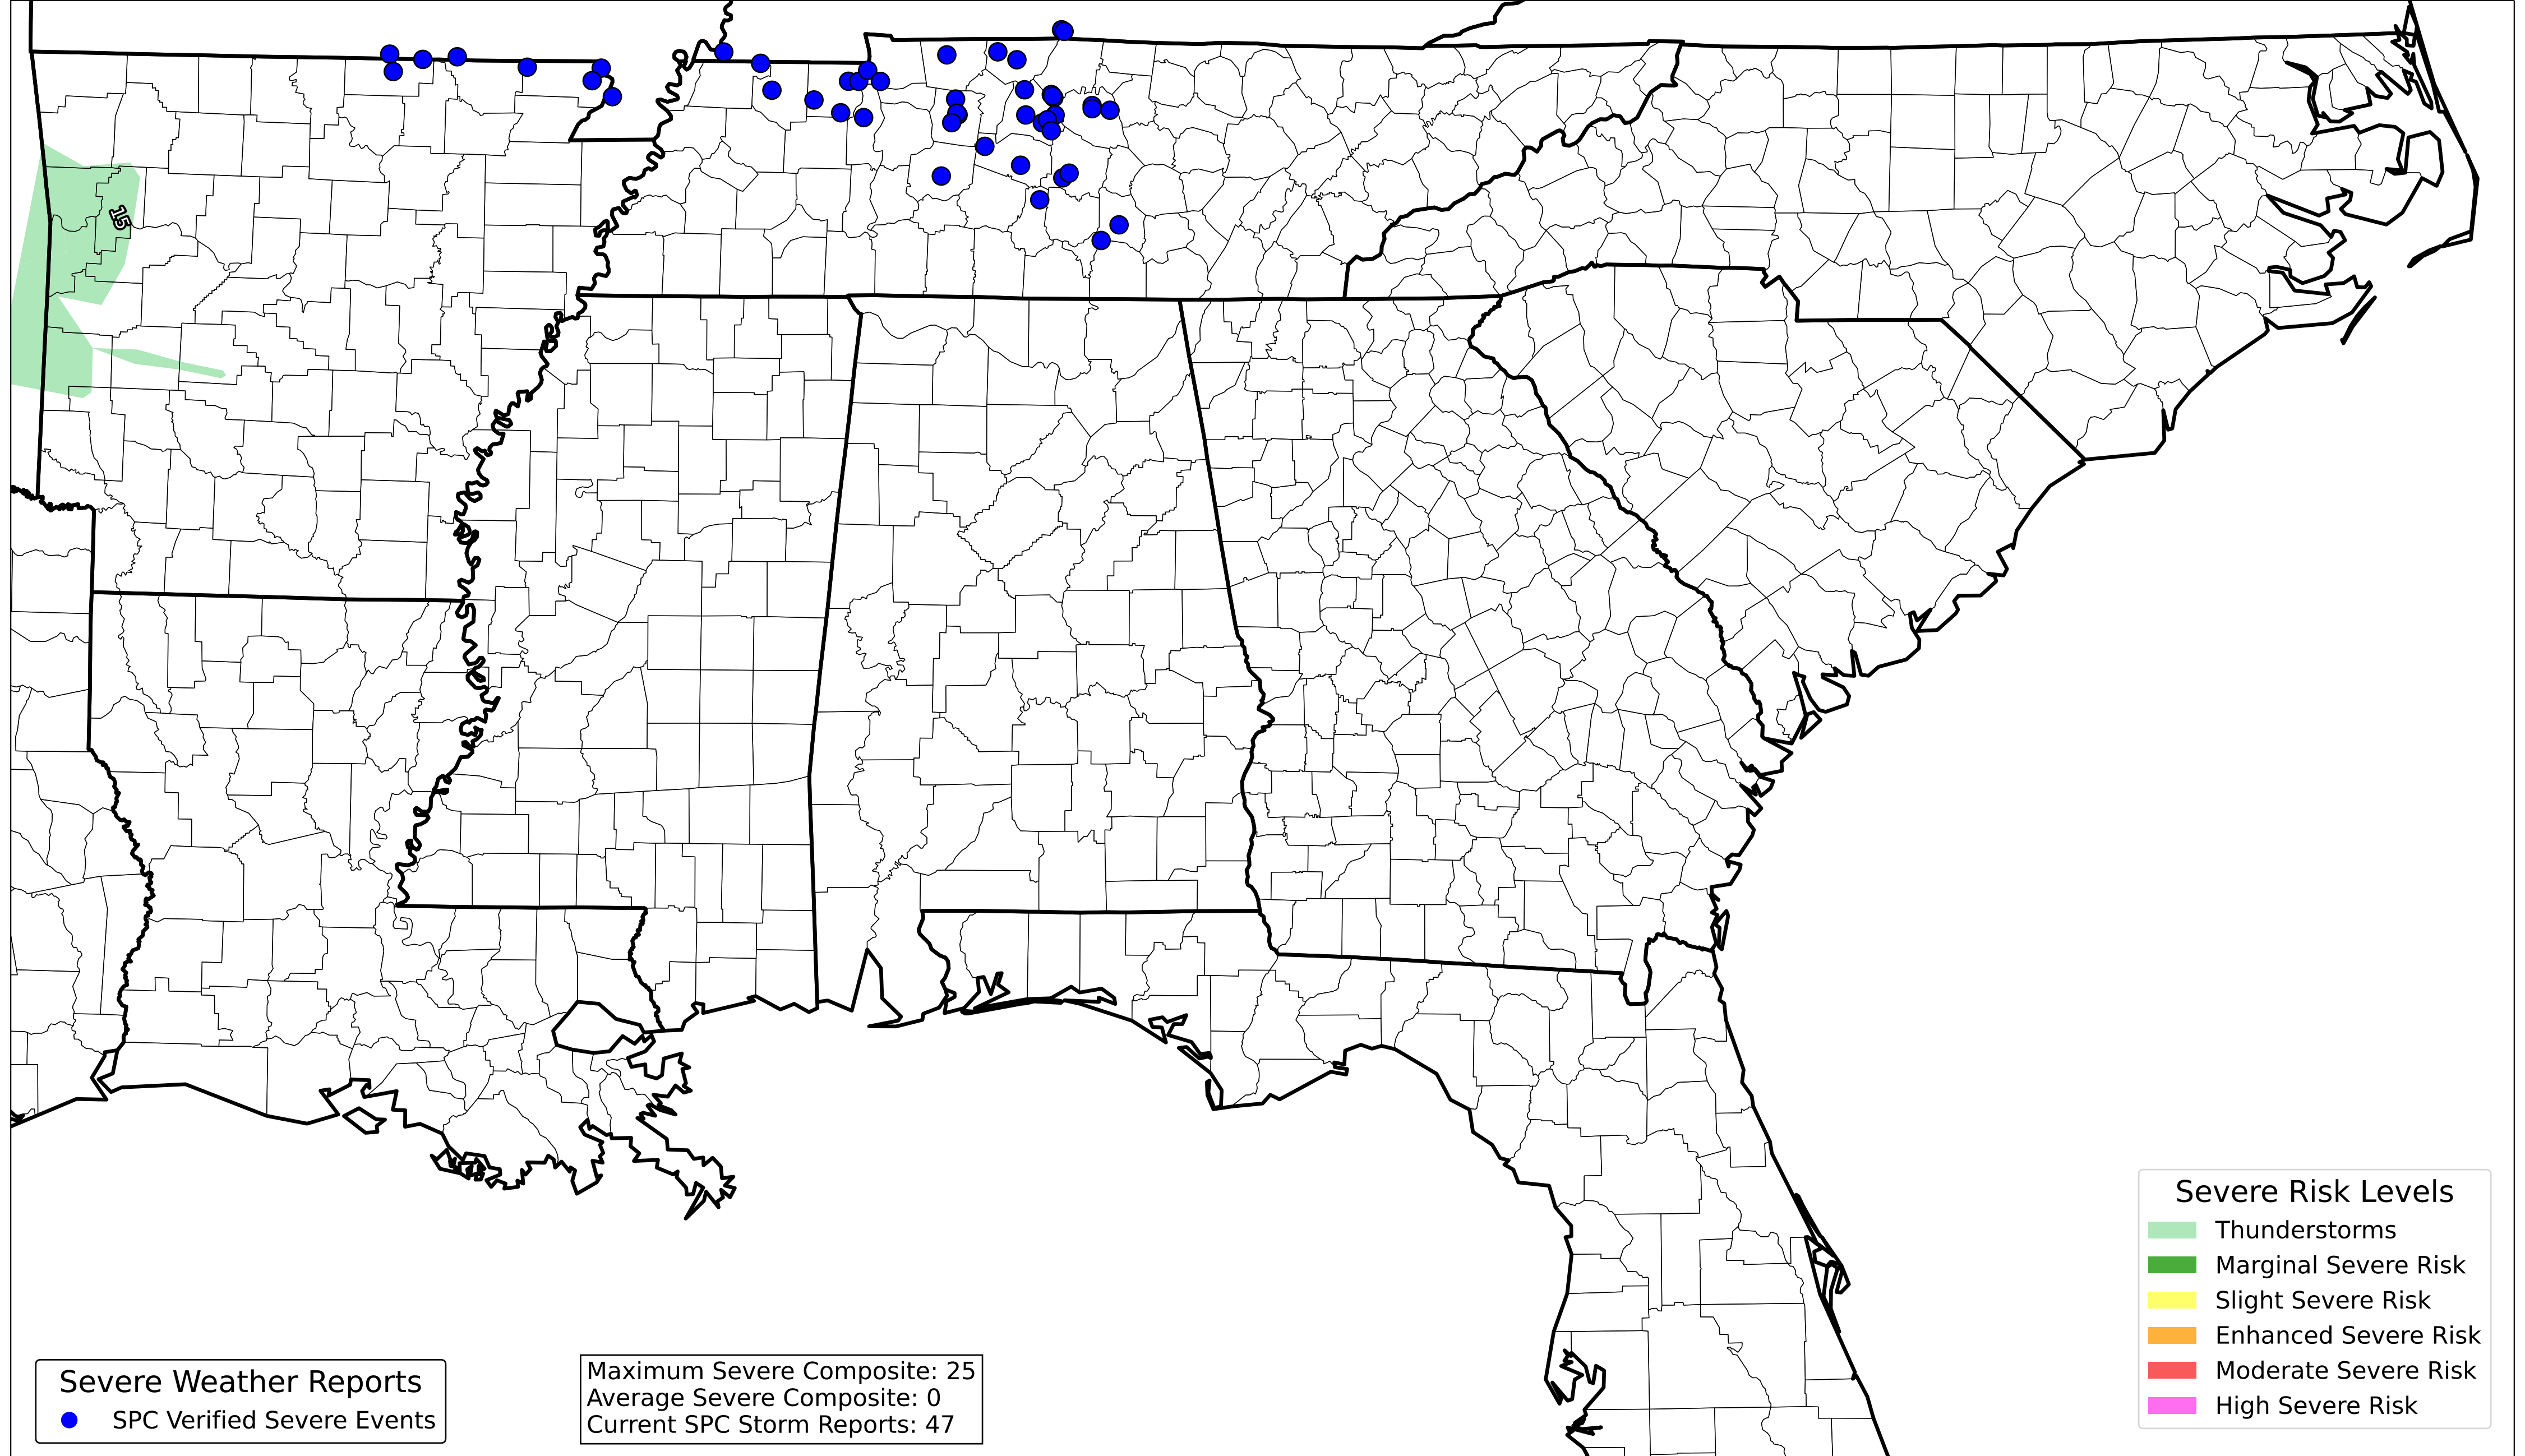 15
Severe Weather Reports
SPC Verified Severe Events
Maximum Severe Composite: 25
Average Severe Composite: 0
Current SPC Storm Reports: 47
Severe Risk Levels
Thunderstorms
Marginal Severe Risk
Slight Severe Risk
Enhanced Severe Risk
Moderate Severe Risk
High Severe Risk